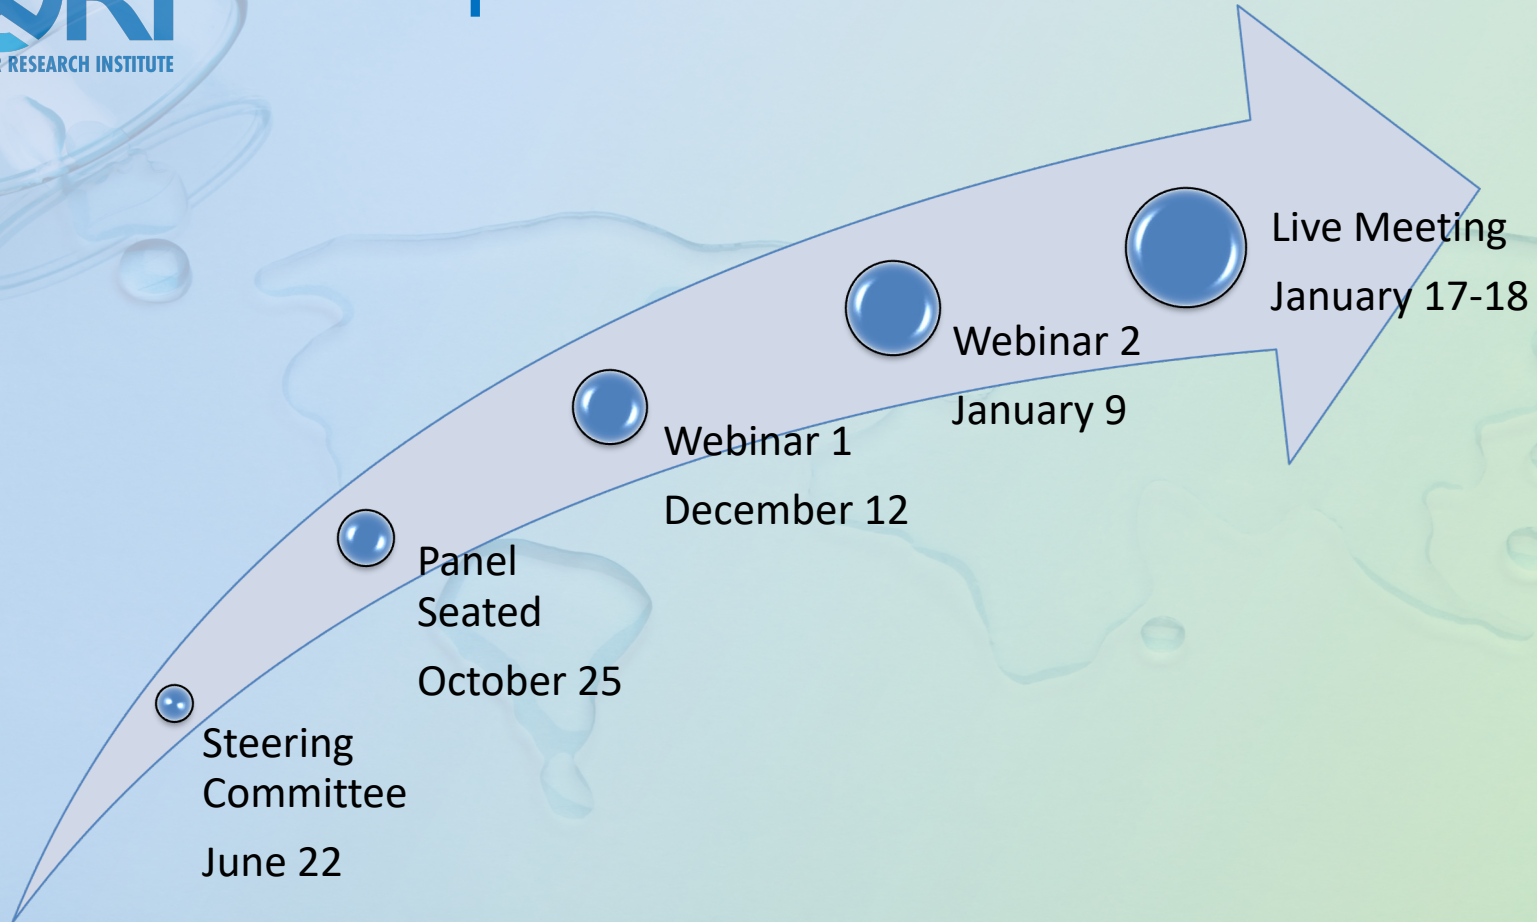 RESEARCH INSTITUTE
Live Meeting
January 17-18
Webinar 2
January 9
Webinar 1
December 12
Panel
Seated
October 25
Steering
Committee
June 22